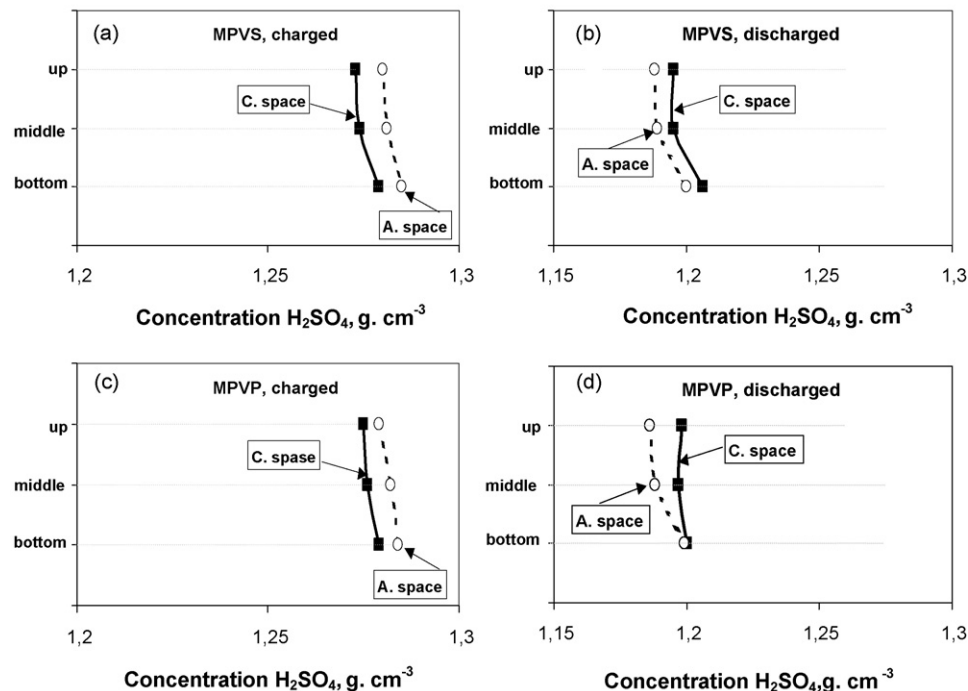 (a)
MPVS, charged
up
middle
bottom
C. space
A. space
1,2
1,25
1,3
Concentration H₂SO₄, g. cm⁻³
(b)
MPVS, discharged
up
middle
bottom
C. space
A. space
1,15
1,2
1,25
1,3
Concentration H₂SO₄, g. cm⁻³
(c)
MPVP, charged
up
middle
bottom
C. spase
A. space
1,2
1,25
1,3
Concentration H₂SO₄, g. cm⁻³
(d)
MPVP, discharged
up
middle
bottom
C. space
A. space
1,15
1,2
1,25
1,3
Concentration H₂SO₄,g. cm⁻³